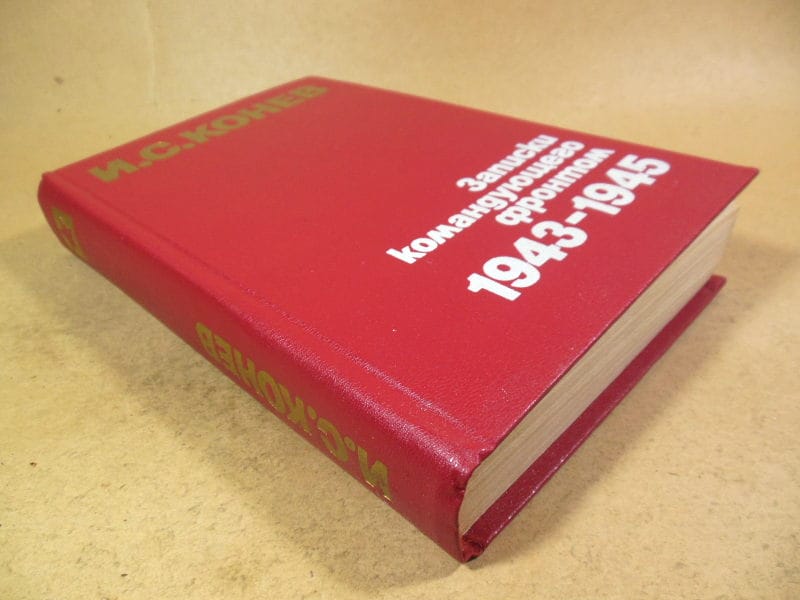 И.С.КОНЕВ
Записки
командующего
фронтом
1943-1945
И.С.КОНЕВ